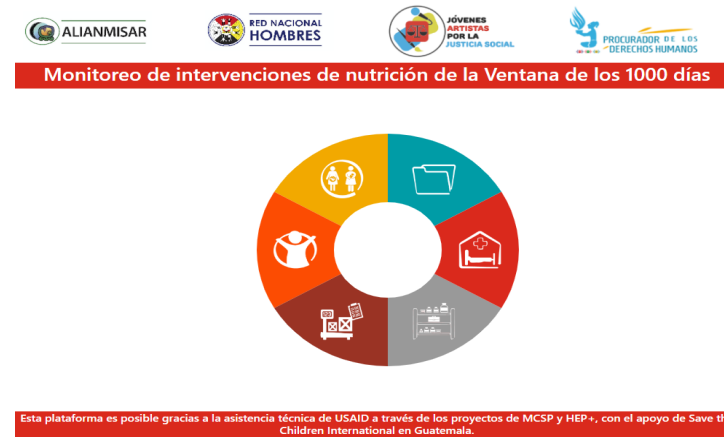 ALIANMISAR
RED NACIONAL
HOMBRES
JÓVENES
ARTISTAS
POR LA
JUSTICIA SOCIAL
PROCURADOR DE LOS
DERECHOS HUMANOS
Monitoreo de intervenciones de nutrición de la Ventana de los 1000 días
Esta plataforma es posible gracias a la asistencia técnica de USAID a través de los proyectos de MCSP y HEP+, con el apoyo de Save th
Children International en Guatemala.